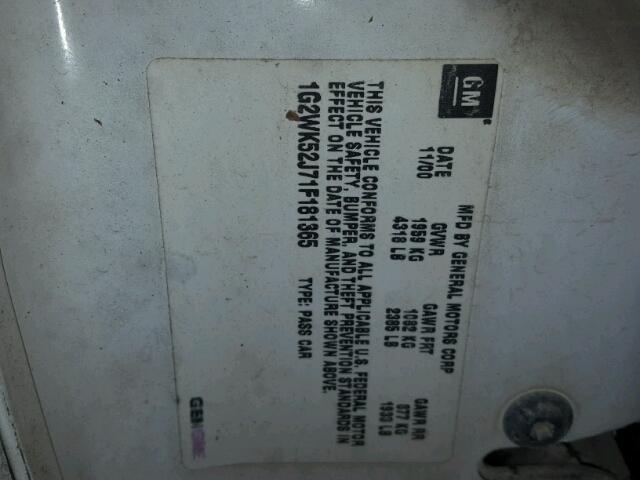 GM
MFD BY GENERAL MOTORS CORP
DATE GVWR GAWR FRT GAWR RR
11/00 1959 KG 1082 KG 877 KG
4318 LB 2385 LB 1933 LB
THIS VEHICLE CONFORMS TO ALL APPLICABLE U.S. FEDERAL MOTOR
VEHICLE SAFETY, BUMPER, AND THEFT PREVENTION STANDARDS IN
EFFECT ON THE DATE OF MANUFACTURE SHOWN ABOVE.
1G2WK52J71F181365 TYPE: PASS CAR